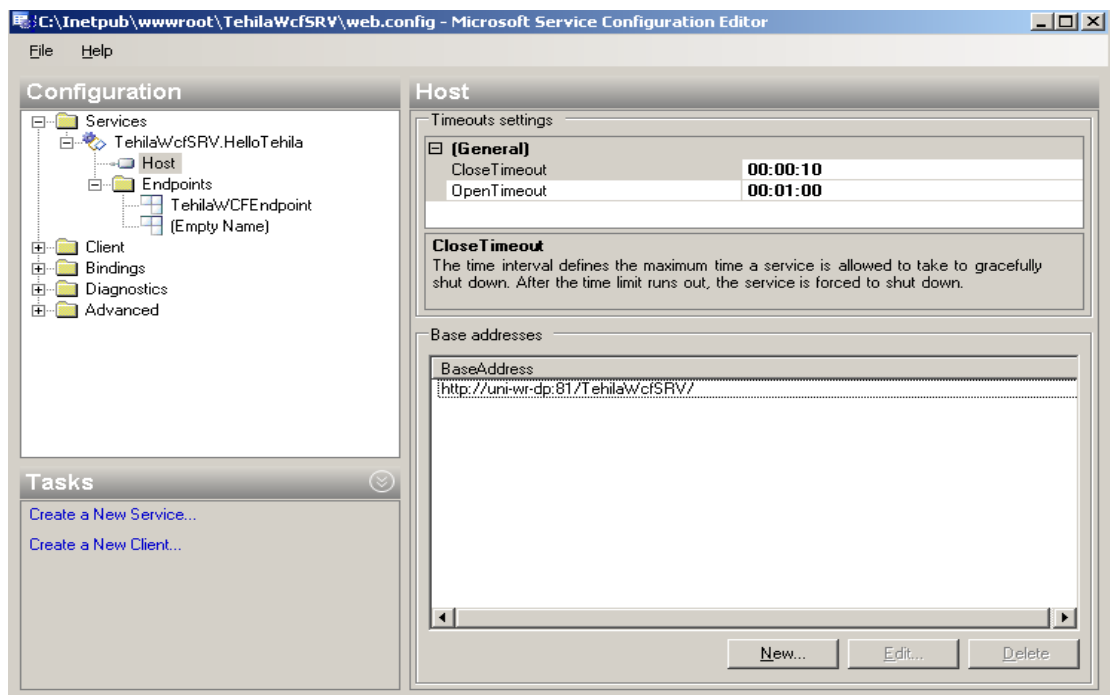 C:\Inetpub\wwwroot\TehilaWcfSRV\web.config - Microsoft Service Configuration Editor
File Help
Configuration
Services
TehilaWcfSRV.HelloTehila
Host
Endpoints
TehilaWCFEndpoint
(Empty Name)
Client
Bindings
Diagnostics
Advanced
Tasks
Create a New Service...
Create a New Client...
Host
Timeouts settings
(General)
CloseTimeout 00:00:10
OpenTimeout 00:01:00
CloseTimeout
The time interval defines the maximum time a service is allowed to take to gracefully
shut down. After the time limit runs out, the service is forced to shut down.
Base addresses
BaseAddress
http://uni-wr-dp:81/TehilaWcfSRV/
New... Edit... Delete